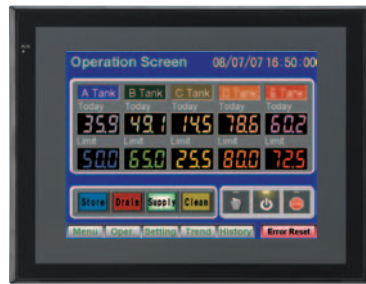 Operation Screen 08/07/07 16:50:00
A Tank B Tank C Tank D Tank E Tank
Today Today Today Today Today
35.9 49.1 14.5 78.6 60.2
Limit Limit Limit Limit Limit
50.0 65.0 25.5 80.0 72.5
Store Drain Supply Clean
Menu Oper. Setting Trend History Error Reset